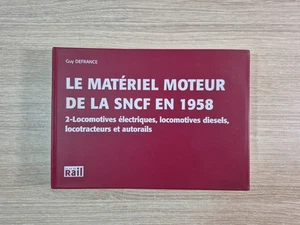 Guy DEFRANCE
LE MATÉRIEL MOTEUR
DE LA SNCF EN 1958
2-Locomotives électriques, locomotives diesels,
locotracteurs et autorails
Rail